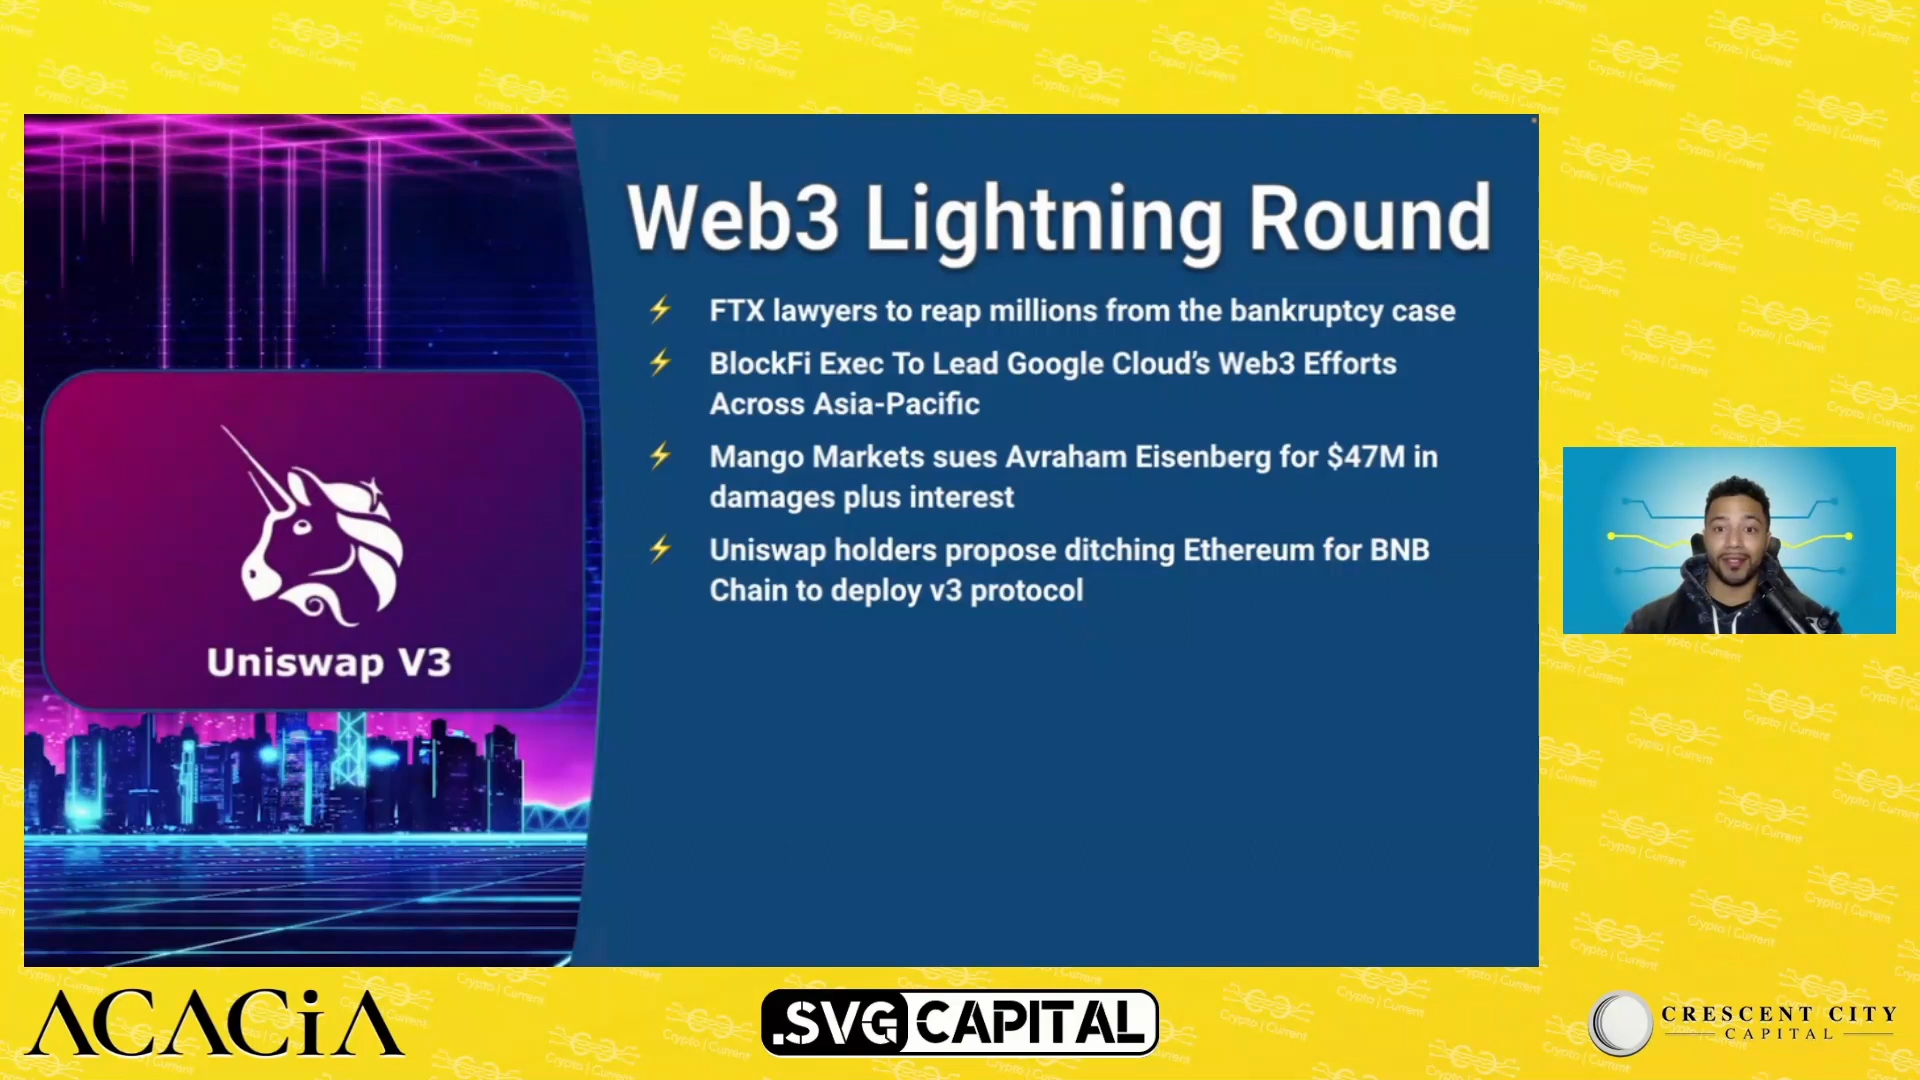 Web3 Lightning Round
FTX lawyers to reap millions from the bankruptcy case
BlockFi Exec To Lead Google Cloud’s Web3 Efforts
Across Asia-Pacific
Mango Markets sues Avraham Eisenberg for $47M in
damages plus interest
Uniswap holders propose ditching Ethereum for BNB
Chain to deploy v3 protocol
Uniswap V3
ACACiA
.SVG CAPITAL
CRESCENT CITY
CAPITAL
Crypto | Current